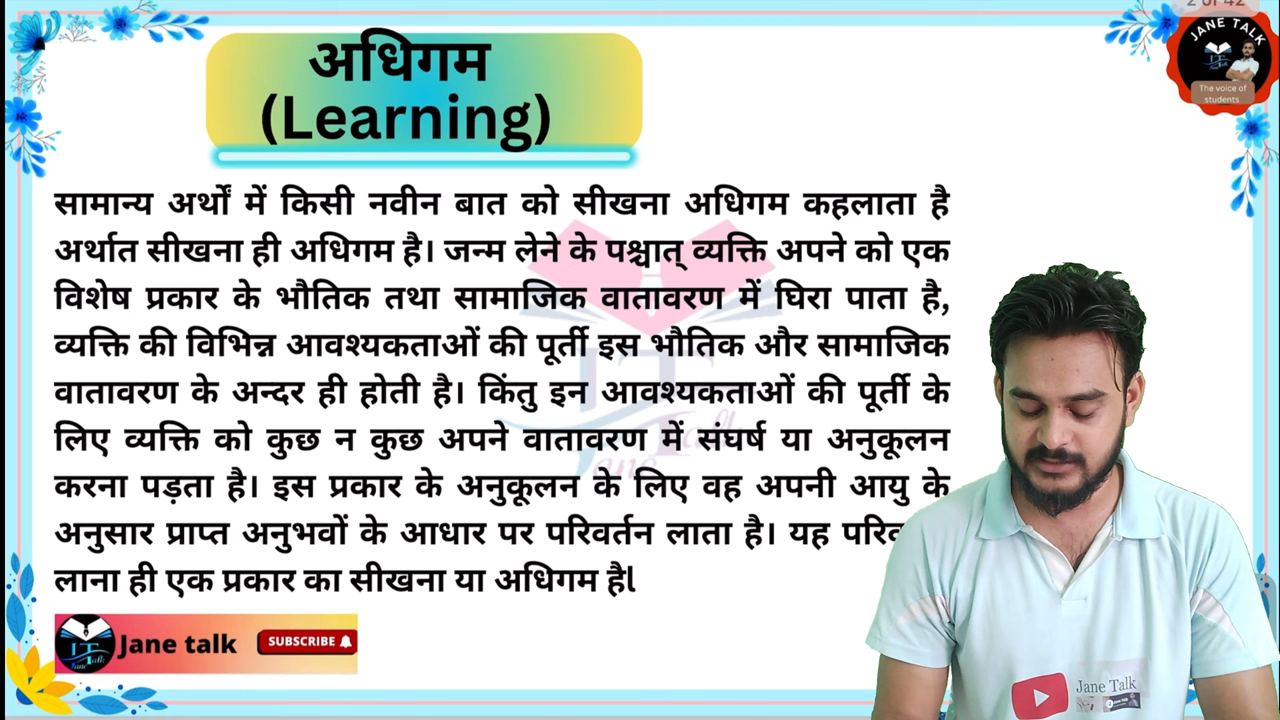 2 of 42
JANE TALK
The voice of
students
अधिगम
(Learning)
सामान्य अर्थों में किसी नवीन बात को सीखना अधिगम कहलाता है
अर्थात सीखना ही अधिगम है। जन्म लेने के पश्चात् व्यक्ति अपने को एक
विशेष प्रकार के भौतिक तथा सामाजिक वातावरण में घिरा पाता है,
व्यक्ति की विभिन्न आवश्यकताओं की पूर्ती इस भौतिक और सामाजिक
वातावरण के अन्दर ही होती है। किंतु इन आवश्यकताओं की पूर्ती के
लिए व्यक्ति को कुछ न कुछ अपने वातावरण में संघर्ष या अनुकूलन
करना पड़ता है। इस प्रकार के अनुकूलन के लिए वह अपनी आयु के
अनुसार प्राप्त अनुभवों के आधार पर परिवर्तन लाता है। यह
लाना ही एक प्रकार का सीखना या अधिगम हैl
Jane talk
SUBSCRIBE
Jane Talk